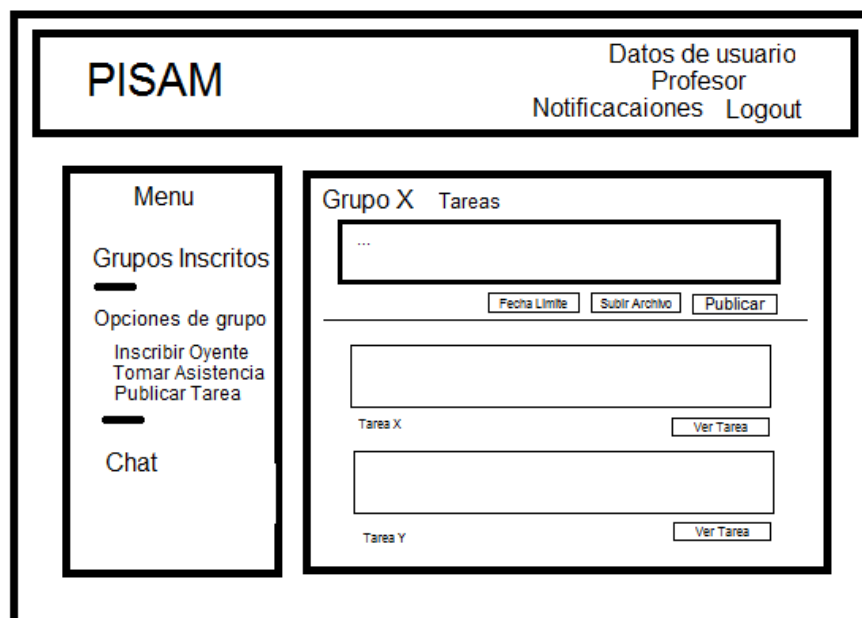 PISAM
Datos de usuario
Profesor
Notificacaiones Logout
Menu
Grupos Inscritos
Opciones de grupo
Inscribir Oyente
Tomar Asistencia
Publicar Tarea
Chat
Grupo X Tareas
...
Fecha Limite Subir Archivo Publicar
Tarea X Ver Tarea
Tarea Y Ver Tarea